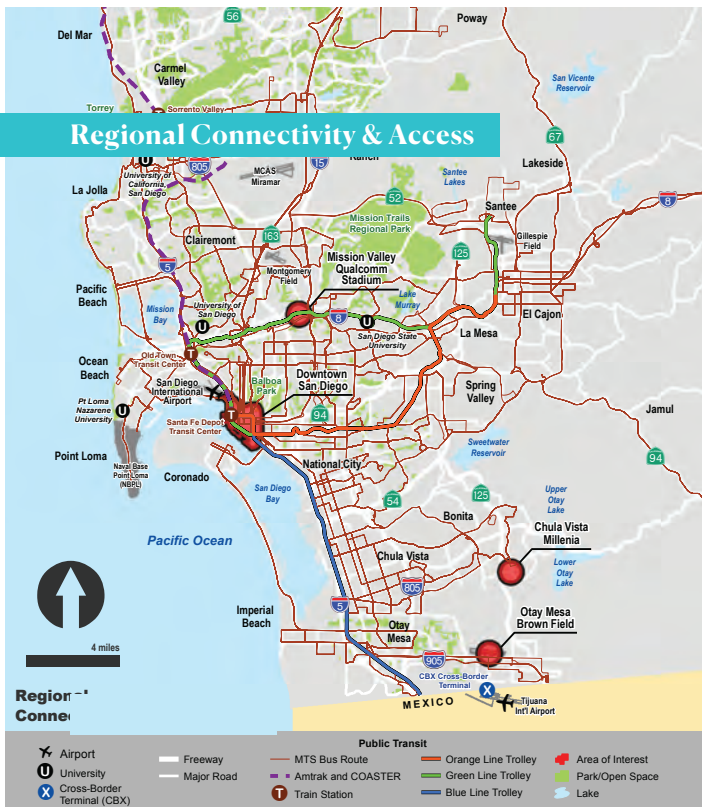 56
Poway
Del Mar
Carmel
Valley
San Vicente
Reservoir
Torrey
Sorrento Valley
Regional Connectivity & Access
67
805
15
Ranch
University of
California,
San Diego
MCAS
Miramar
Lakeside
Santee
Lakes
La Jolla
52
Santee
8
Mission Trails
Regional Park
163
Clairemont
125
Gillespie
Field
Mission Valley
Qualcomm
Stadium
5
Montgomery
Field
Pacific
Beach
Mission
Bay
University of
San Diego
U
Lake
Murray
8
U
San Diego State
University
El Cajon
La Mesa
Old Town
Transit Center
T
Ocean
Beach
San Diego
International
Airport
Balboa
Park
Downtown
San Diego
Spring
Valley
Pt Loma
Nazarene
University
U
T
94
Jamul
Santa Fe Depot
Transit Center
Point Loma
Naval Base
Point Loma
(NBPL)
Coronado
National City
Sweetwater
Reservoir
94
San Diego
Bay
54
125
Upper
Otay
Lake
Bonita
Pacific Ocean
Chula Vista
Millenia
Chula Vista
Lower
Otay
Lake
805
Imperial
Beach
5
Otay
Mesa
Otay Mesa
Brown Field
4 miles
905
CBX Cross-Border
Terminal
X
MEXICO
Tijuana
Int'l Airport
Public Transit
Airport
U University
X Cross-Border
Terminal (CBX)
Freeway
Major Road
MTS Bus Route
Amtrak and COASTER
T Train Station
Orange Line Trolley
Green Line Trolley
Blue Line Trolley
Area of Interest
Park/Open Space
Lake